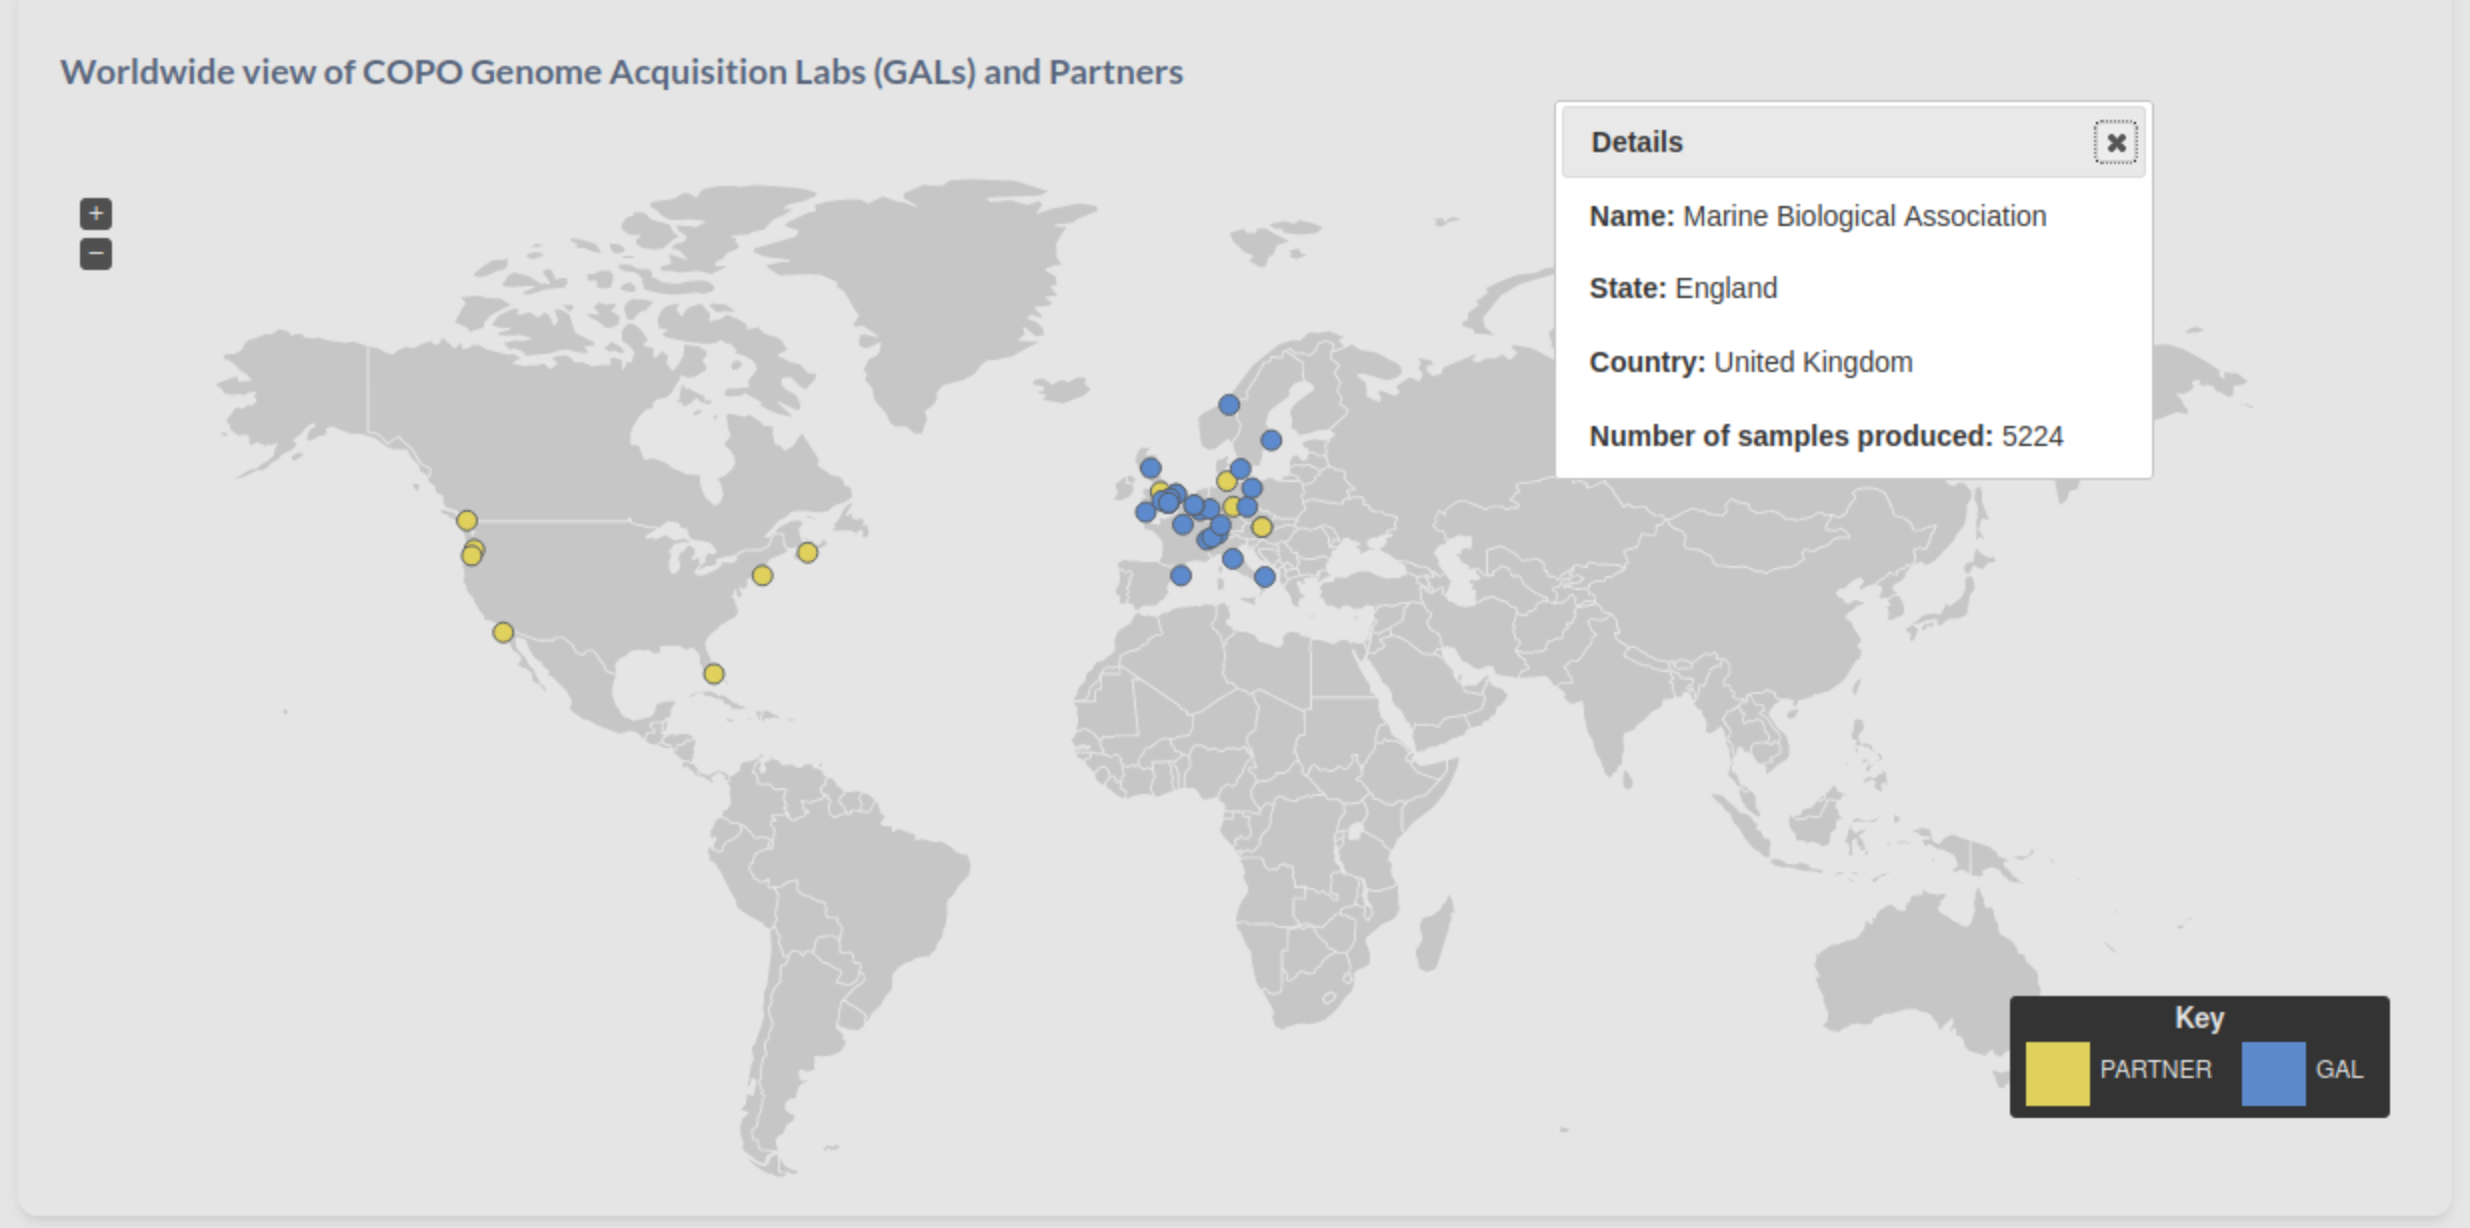 Worldwide view of COPO Genome Acquisition Labs (GALs) and Partners
+
−
Details
Name: Marine Biological Association
State: England
Country: United Kingdom
Number of samples produced: 5224
Key
PARTNER GAL